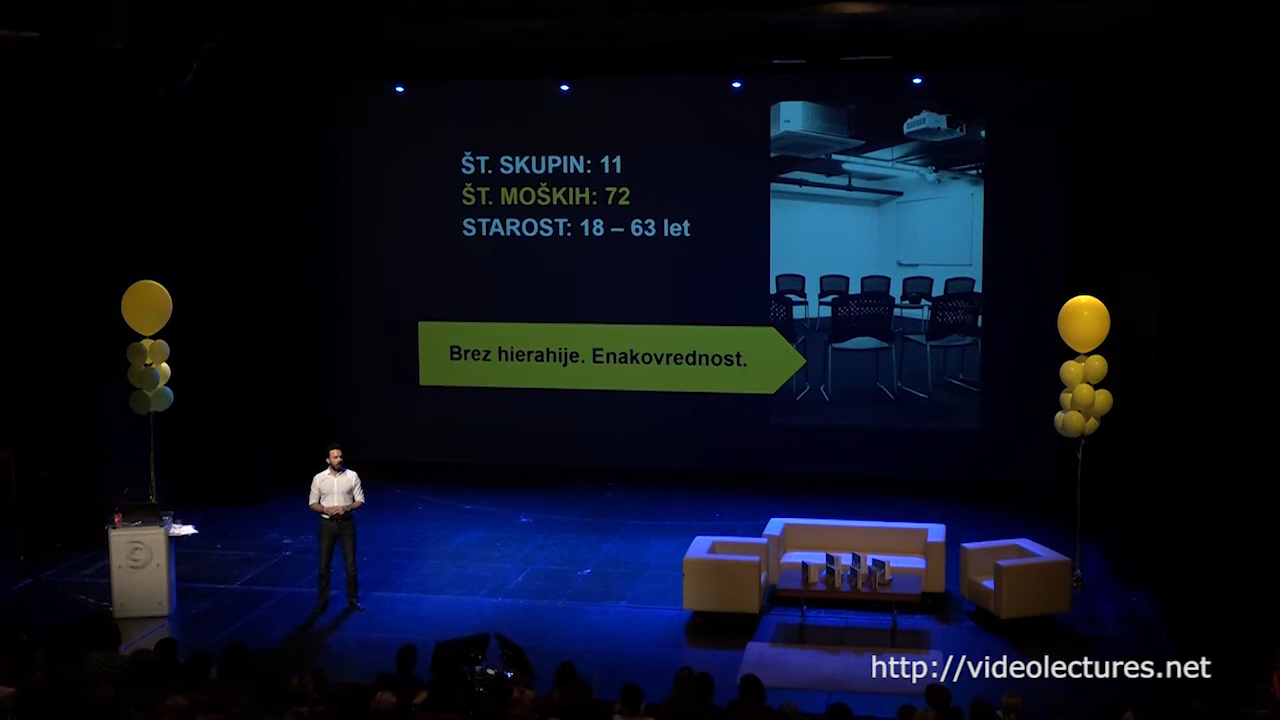 ŠT. SKUPIN: 11
ŠT. MOŠKIH: 72
STAROST: 18 – 63 let
Brez hierahije. Enakovrednost.
http://videolectures.net